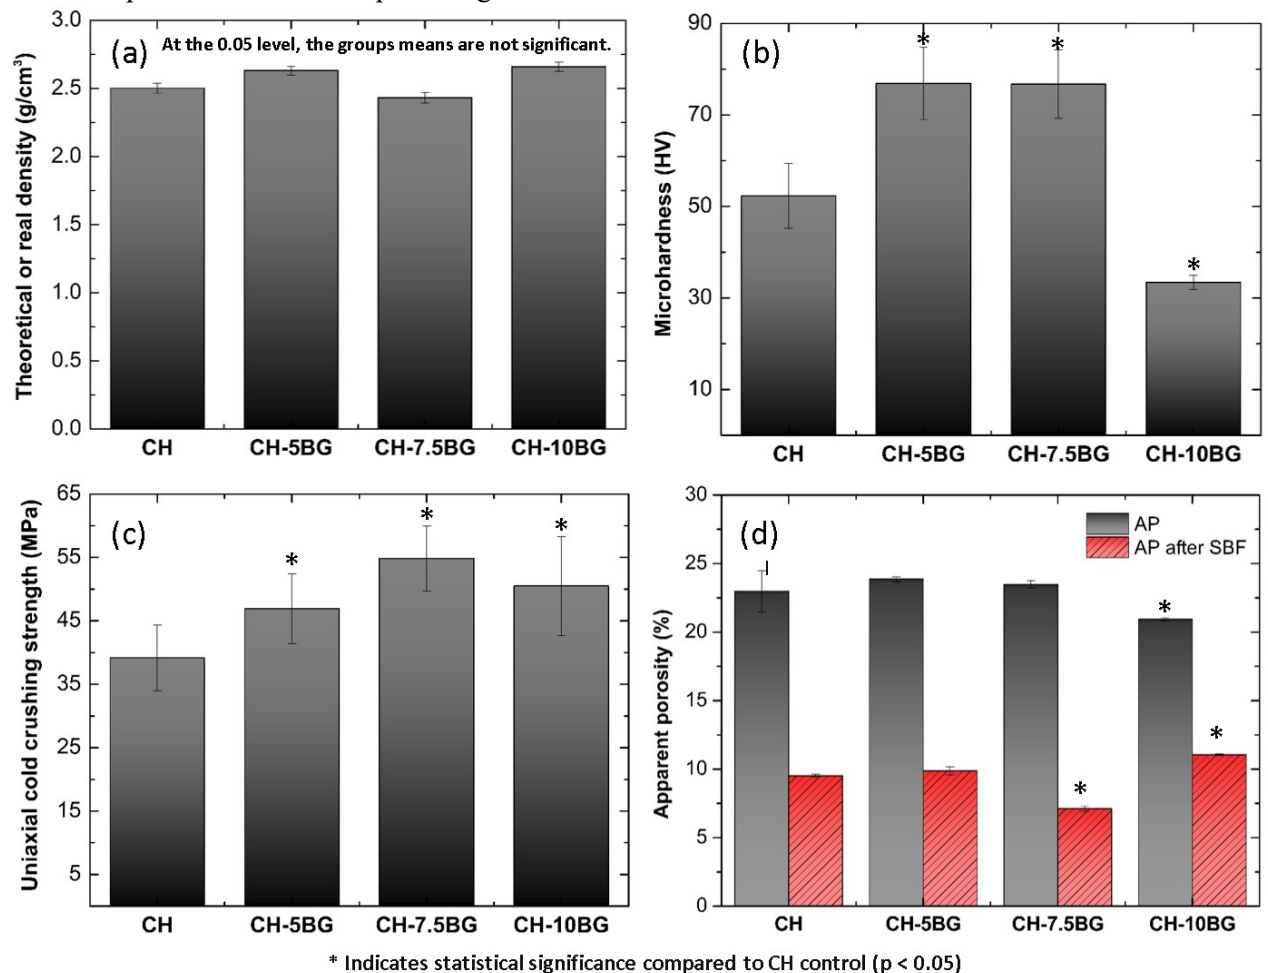 (a) At the 0.05 level, the groups means are not significant.
Theoretical or real density (g/cm³)
3.0
2.5
2.0
1.5
1.0
0.5
0.0
CH CH-5BG CH-7.5BG CH-10BG
(b)
Microhardness (HV)
90
70
50
30
10
* * *
CH CH-5BG CH-7.5BG CH-10BG
(c)
Uniaxial cold crushing strength (MPa)
65
55
45
35
25
15
5
* * *
CH CH-5BG CH-7.5BG CH-10BG
(d)
Apparent porosity (%)
30
25
20
15
10
5
0
AP
AP after SBF
* * *
CH CH-5BG CH-7.5BG CH-10BG
* Indicates statistical significance compared to CH control (p < 0.05)